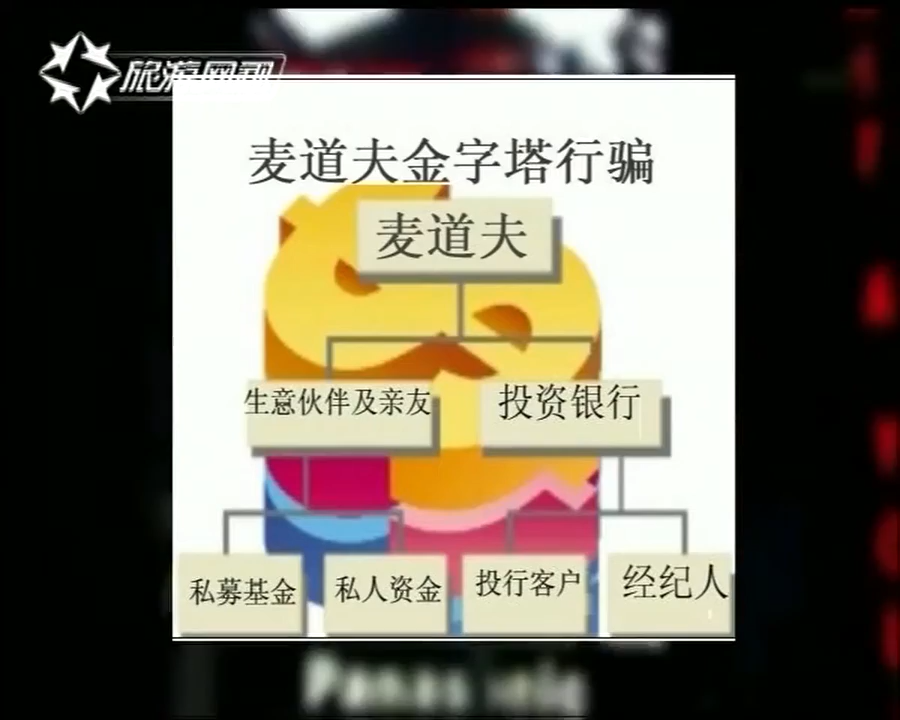 旅游卫视
麦道夫金字塔行骗
麦道夫
生意伙伴及亲友
投资银行
私募基金
私人资金
投行客户
经纪人